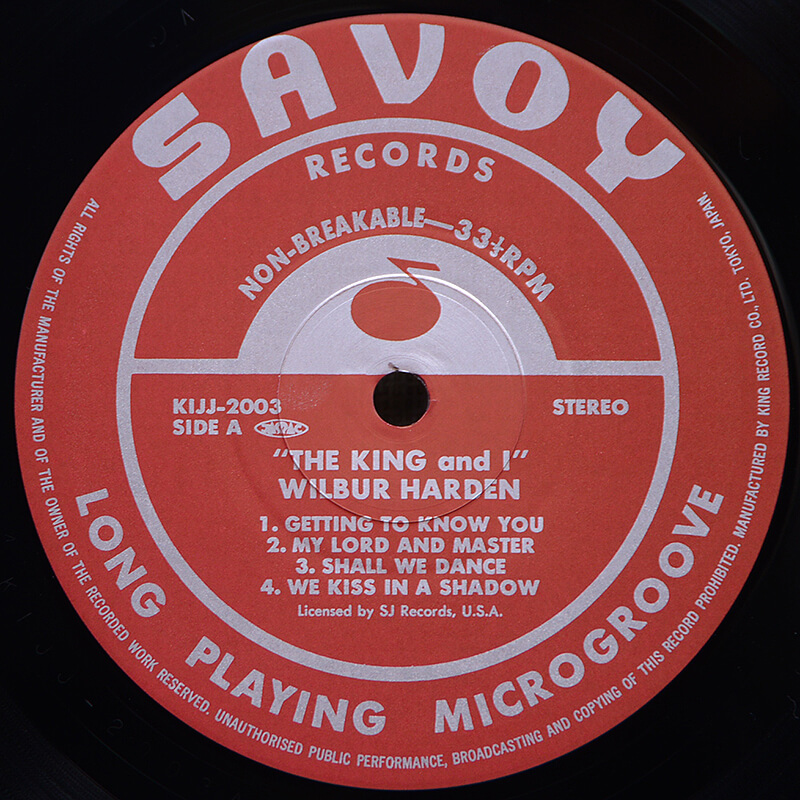 SAVOY
RECORDS
NON-BREAKABLE—33⅓RPM
KIJJ-2003
SIDE A
STEREO
"THE KING and I"
WILBUR HARDEN
1. GETTING TO KNOW YOU
2. MY LORD AND MASTER
3. SHALL WE DANCE
4. WE KISS IN A SHADOW
Licensed by SJ Records, U.S.A.
LONG PLAYING MICROGROOVE
ALL RIGHTS OF THE MANUFACTURER AND OF THE OWNER OF THE RECORDED WORK RESERVED. UNAUTHORISED PUBLIC PERFORMANCE, BROADCASTING AND COPYING OF THIS RECORD PROHIBITED. MANUFACTURED BY KING RECORD CO., LTD. TOKYO, JAPAN.